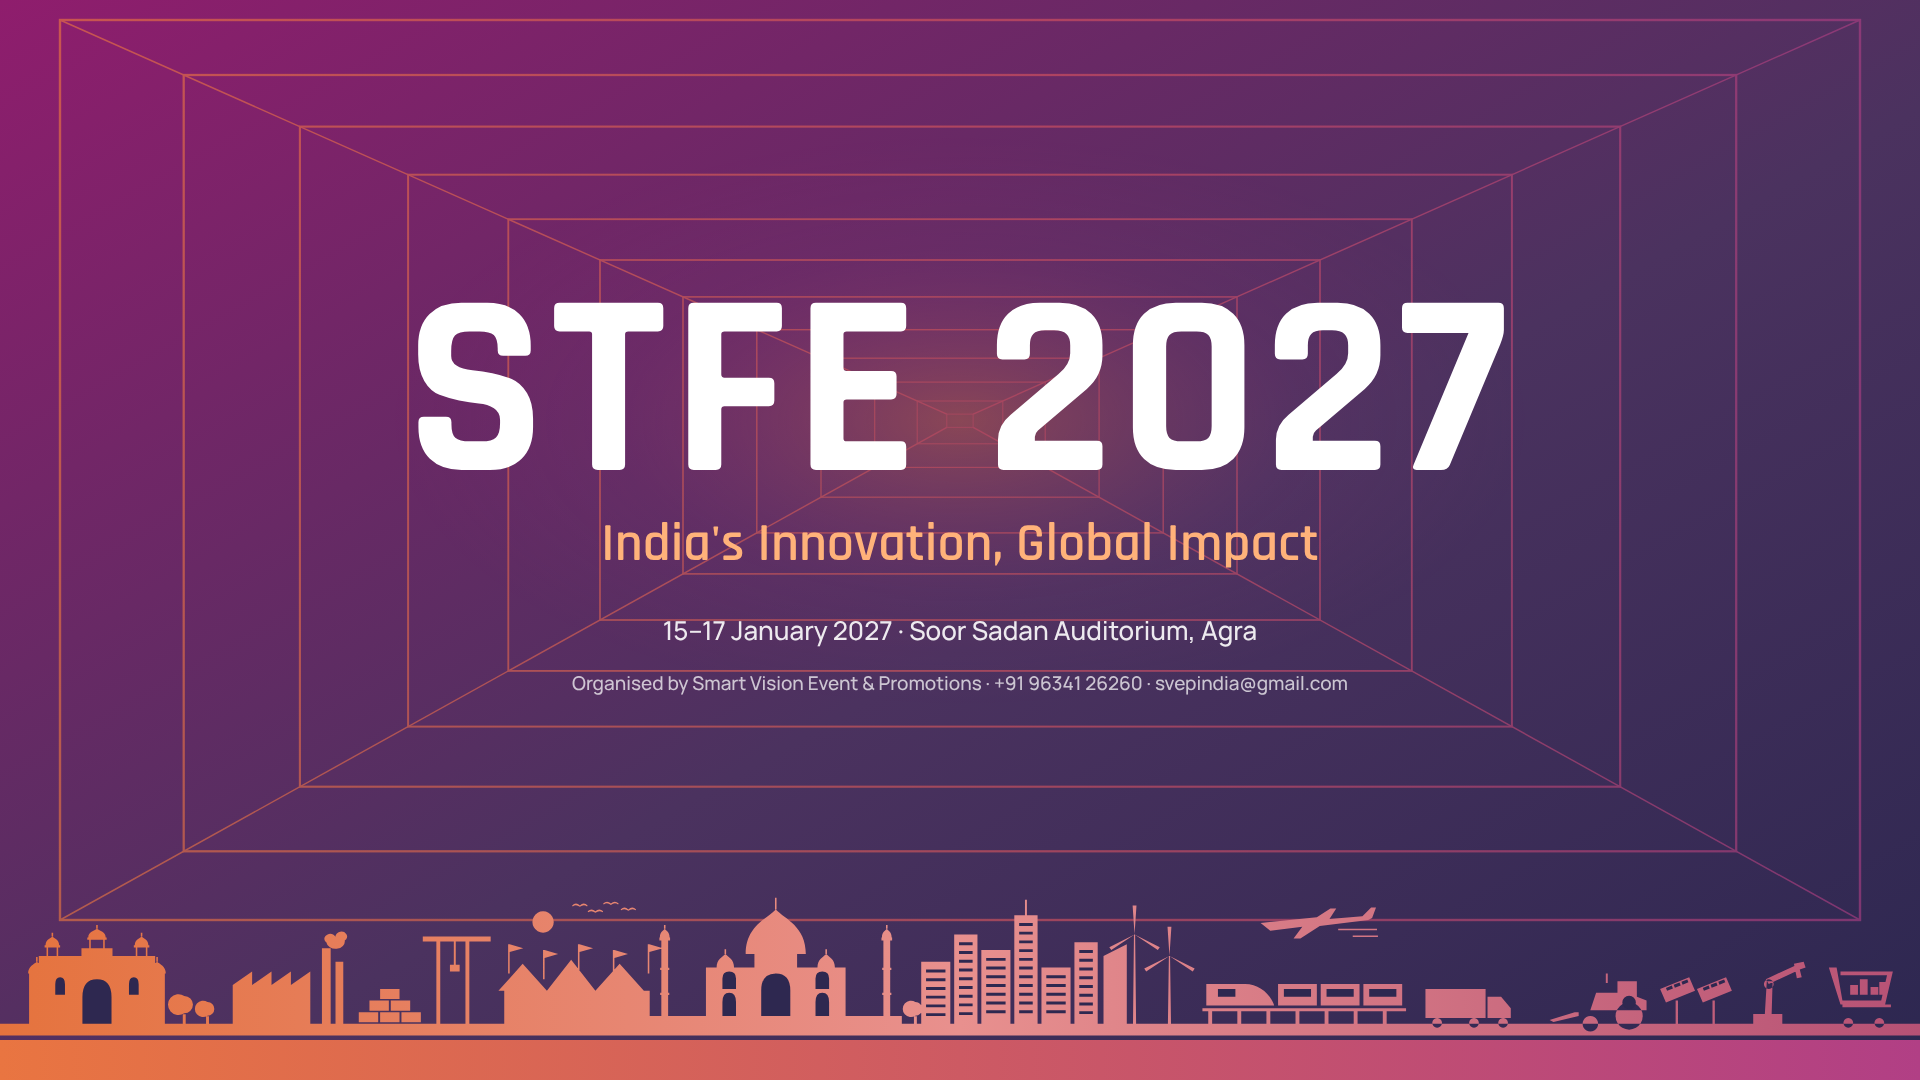 STFE 2027
India's Innovation, Global Impact
15–17 January 2027 · Soor Sadan Auditorium, Agra
Organised by Smart Vision Event & Promotions · +91 96341 26260 · svepindia@gmail.com